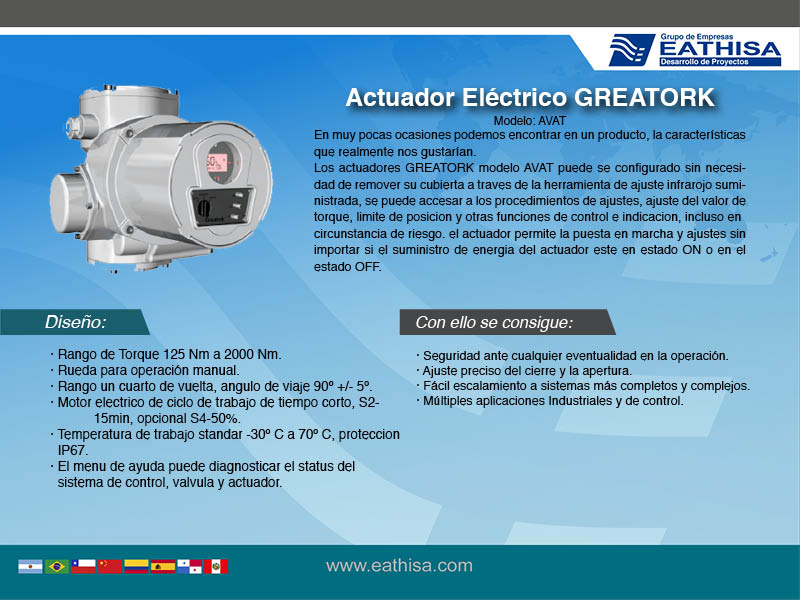 Grupo de Empresas
EATHISA
Desarrollo de Proyectos
Actuador Eléctrico GREATORK
Modelo: AVAT
En muy pocas ocasiones podemos encontrar en un producto, la características
que realmente nos gustarían.
Los actuadores GREATORK modelo AVAT puede se configurado sin necesi-
dad de remover su cubierta a traves de la herramienta de ajuste infrarojo sumi-
nistrada, se puede accesar a los procedimientos de ajustes, ajuste del valor de
torque, limite de posicion y otras funciones de control e indicacion, incluso en
circunstancia de riesgo. el actuador permite la puesta en marcha y ajustes sin
importar si el suministro de energia del actuador este en estado ON o en el
estado OFF.
Greatork
Diseño:
· Rango de Torque 125 Nm a 2000 Nm.
· Rueda para operación manual.
· Rango un cuarto de vuelta, angulo de viaje 90º +/- 5º.
· Motor electrico de ciclo de trabajo de tiempo corto, S2-
15min, opcional S4-50%.
· Temperatura de trabajo standar -30º C a 70º C, proteccion
IP67.
· El menu de ayuda puede diagnosticar el status del
sistema de control, valvula y actuador.
Con ello se consigue:
· Seguridad ante cualquier eventualidad en la operación.
· Ajuste preciso del cierre y la apertura.
· Fácil escalamiento a sistemas más completos y complejos.
· Múltiples aplicaciones Industriales y de control.
www.eathisa.com